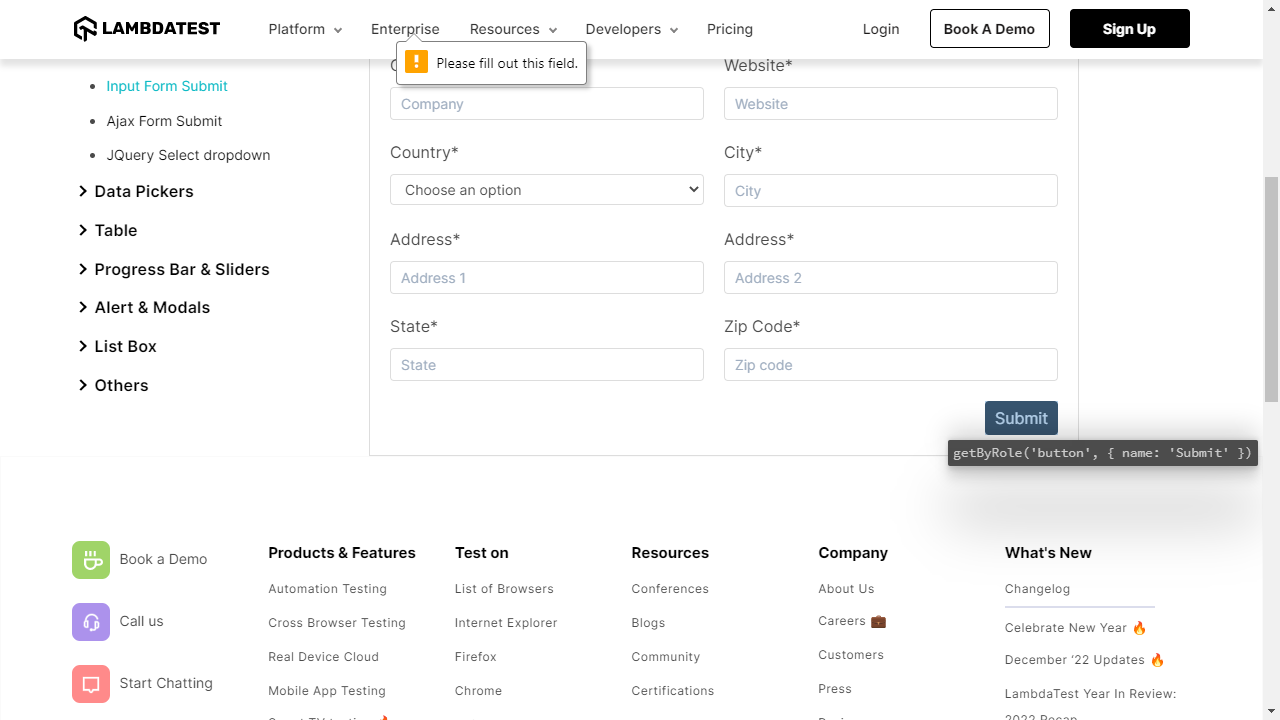 LAMBDATEST Platform Enterprise Resources Developers Pricing Login Book A Demo Sign Up
Please fill out this field.
Website*
Input Form Submit
Company Website
Ajax Form Submit
JQuery Select dropdown
Country* City*
Choose an option City
Data Pickers
Table
Address* Address*
Progress Bar & Sliders
Address 1 Address 2
Alert & Modals
State* Zip Code*
List Box
State Zip code
Others
Submit
getByRole('button', { name: 'Submit' })
Book a Demo
Call us
Start Chatting
Products & Features
Automation Testing
Cross Browser Testing
Real Device Cloud
Mobile App Testing
Test on
List of Browsers
Internet Explorer
Firefox
Chrome
Resources
Conferences
Blogs
Community
Certifications
Company
About Us
Careers 💼
Customers
Press
What's New
Changelog
Celebrate New Year 🔥
December ‘22 Updates 🔥
LambdaTest Year In Review:
2022 Recap